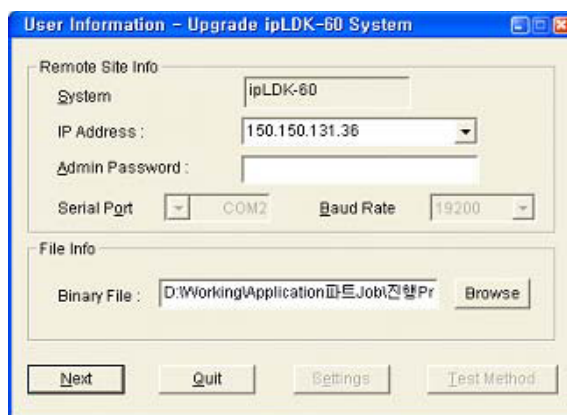 User Information - Upgrade ipLDK-60 System
Remote Site Info
System ipLDK-60
IP Address : 150.150.131.36
Admin Password :
Serial Port COM2 Baud Rate 19200
File Info
Binary File : D:\Working\Application파트Job\진행Pr Browse
Next Quit Settings Test Method